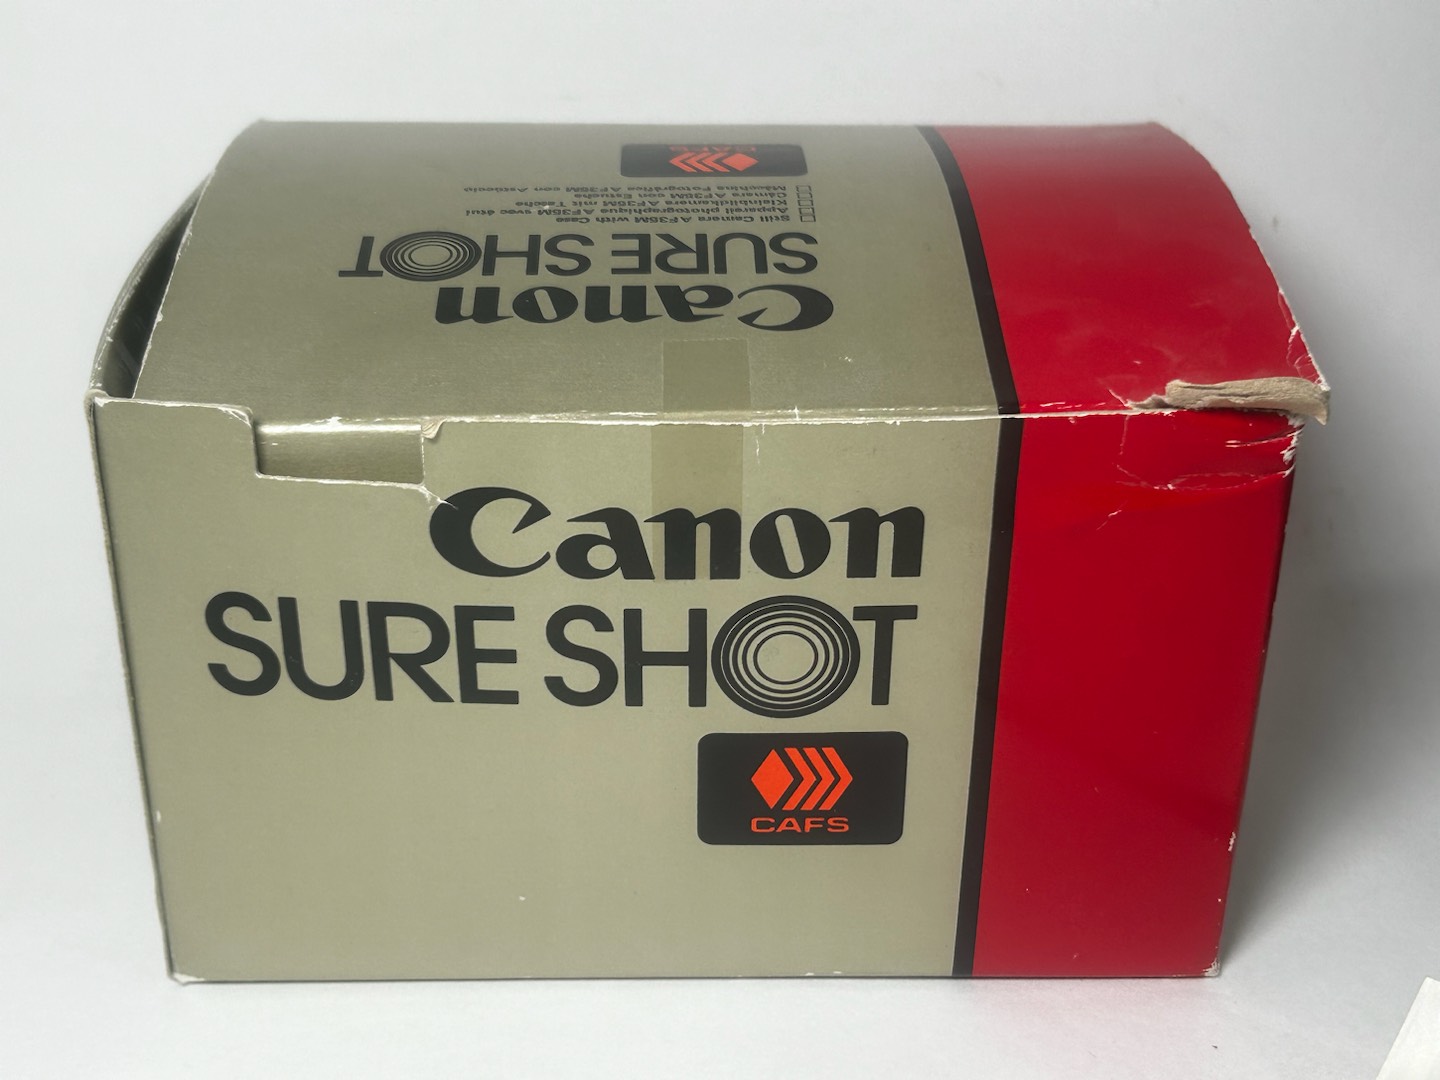 CAFS
Macchina Fotografica AF35M con Astuccio
Cámara AF35M con Estuche
Kleinbildkamera AF35M mit Tasche
Appareil photographique AF35M avec étui
Still Camera AF35M with Case
SURE SHOT
Canon
Canon
SURE SHOT
CAFS